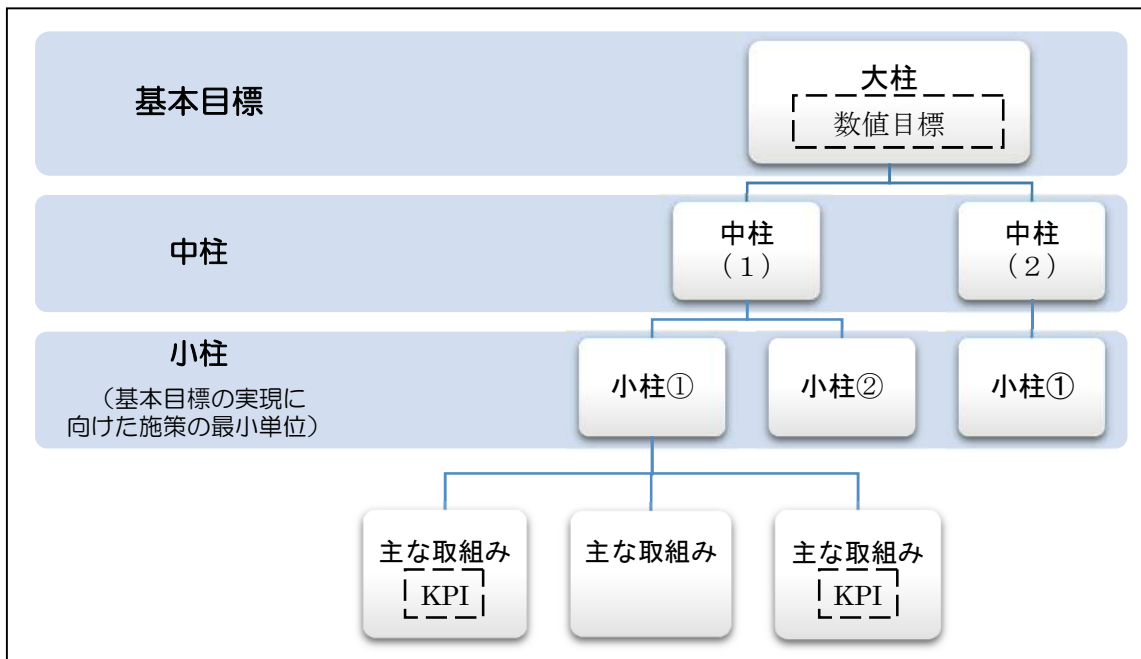 基本目標
大柱
数値目標
中柱
中柱
（１）
中柱
（２）
小柱
（基本目標の実現に
向けた施策の最小単位）
小柱①
小柱②
小柱①
主な取組み
KPI
主な取組み
主な取組み
KPI